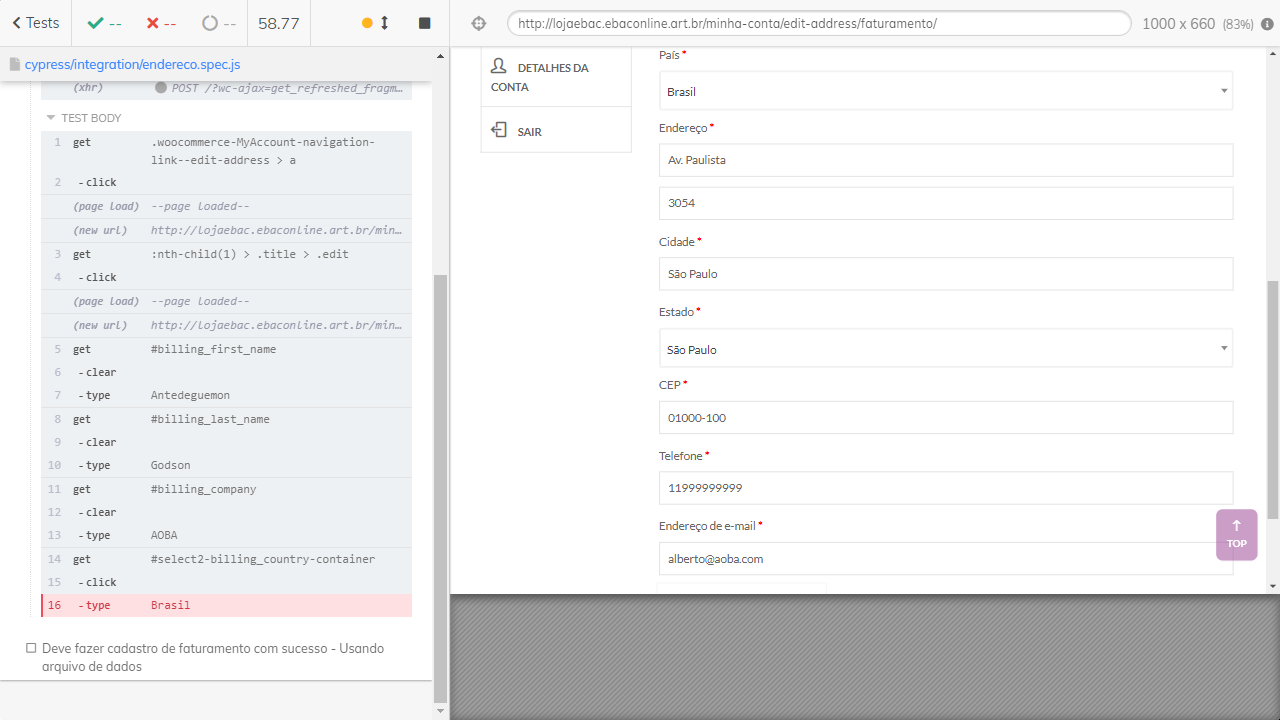 Tests
--
--
--
58.77
http://lojaebac.ebaconline.art.br/minha-conta/edit-address/faturamento/
1000 x 660 (83%)
cypress/integration/endereco.spec.js
(xhr) POST /?wc-ajax=get_refreshed_fragm…
TEST BODY
1 get .woocommerce-MyAccount-navigation-
link--edit-address > a
2 -click
(page load) --page loaded--
(new url) http://lojaebac.ebaconline.art.br/min…
3 get :nth-child(1) > .title > .edit
4 -click
(page load) --page loaded--
(new url) http://lojaebac.ebaconline.art.br/min…
5 get #billing_first_name
6 -clear
7 -type Antedeguemon
8 get #billing_last_name
9 -clear
10 -type Godson
11 get #billing_company
12 -clear
13 -type AOBA
14 get #select2-billing_country-container
15 -click
16 -type Brasil
Deve fazer cadastro de faturamento com sucesso - Usando
arquivo de dados
DETALHES DA
CONTA
SAIR
País *
Brasil
Endereço *
Av. Paulista
3054
Cidade *
São Paulo
Estado *
São Paulo
CEP *
01000-100
Telefone *
11999999999
Endereço de e-mail *
alberto@aoba.com
TOP